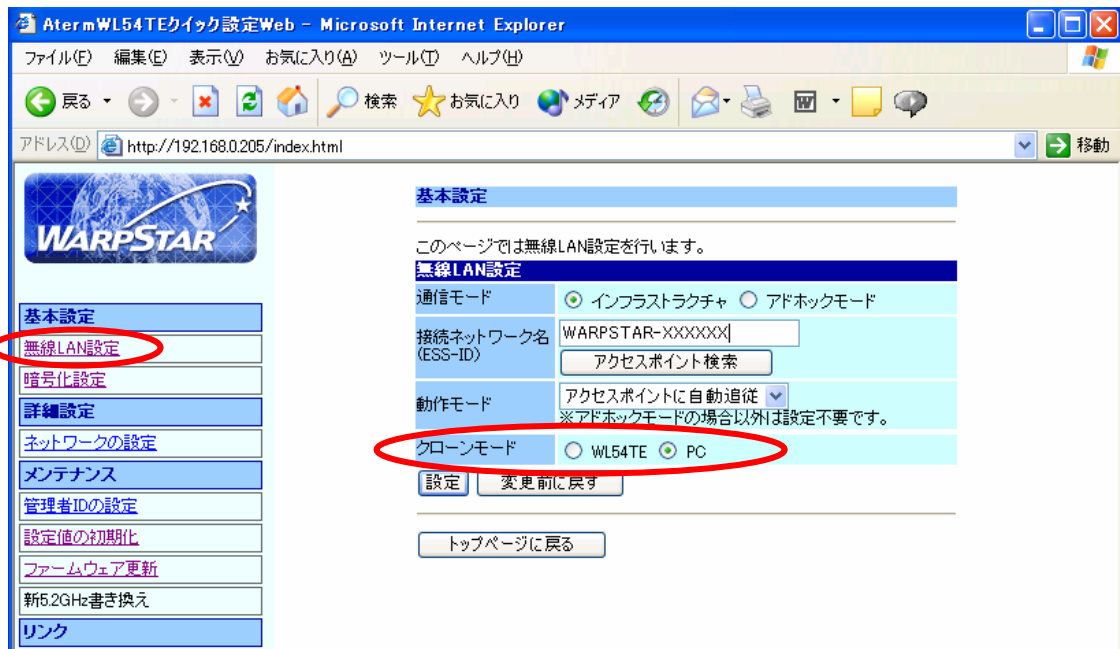 AtermWL54TEクイック設定Web - Microsoft Internet Explorer
ファイル(F) 編集(E) 表示(V) お気に入り(A) ツール(T) ヘルプ(H)
戻る 検索 お気に入り メディア
アドレス(D) http://192.168.0.205/index.html 移動
WARPSTAR
基本設定
無線LAN設定
暗号化設定
詳細設定
ネットワークの設定
メンテナンス
管理者IDの設定
設定値の初期化
ファームウェア更新
新5.2GHz書き換え
リンク
基本設定
このページでは無線LAN設定を行います。
無線LAN設定
通信モード インフラストラクチャ アドホックモード
接続ネットワーク名 WARPSTAR-XXXXXX
(ESS-ID) アクセスポイント検索
動作モード アクセスポイントに自動追従
※アドホックモードの場合以外は設定不要です。
クローンモード WL54TE PC
設定 変更前に戻す
トップページに戻る